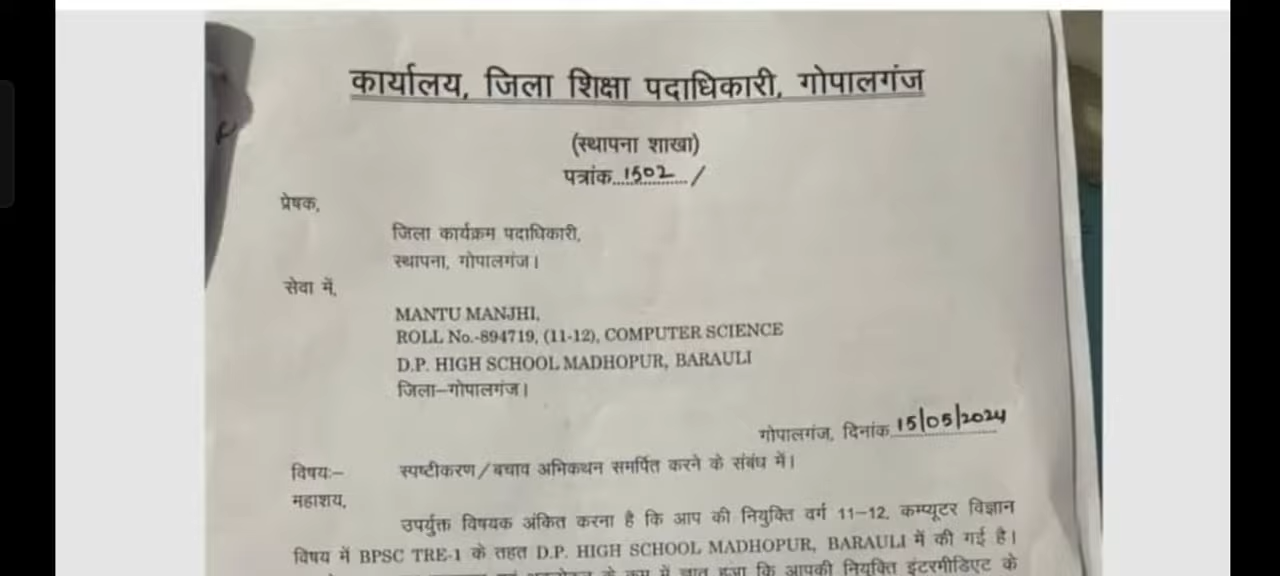 कार्यालय, जिला शिक्षा पदाधिकारी, गोपालगंज
(स्थापना शाखा)
पत्रांक 1502 /
प्रेषक,
जिला कार्यक्रम पदाधिकारी,
स्थापना, गोपालगंज।
सेवा में,
MANTU MANJHI,
ROLL No.-894719, (11-12), COMPUTER SCIENCE
D.P. HIGH SCHOOL MADHOPUR, BARAULI
जिला-गोपालगंज।
गोपालगंज, दिनांक 15/05/2024
विषयः- स्पष्टीकरण/बचाव अभिकथन समर्पित करने के संबंध में।
महाशय,
उपर्युक्त विषयक अंकित करना है कि आप की नियुक्ति वर्ग 11-12, कम्प्यूटर विज्ञान
विषय में BPSC TRE-1 के तहत D.P. HIGH SCHOOL MADHOPUR, BARAULI में की गई है।
के क्रम में ज्ञात हुआ कि आपकी नियुक्ति इंटरमीडिएट के